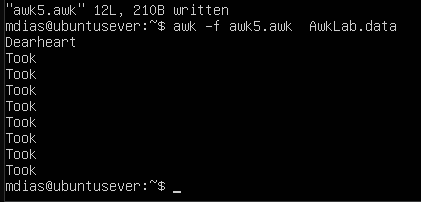 "awk5.awk" 12L, 210B written
mdias@ubuntusever:~$ awk -f awk5.awk  AwkLab.data
Dearheart
Took
Took
Took
Took
Took
Took
Took
Took
mdias@ubuntusever:~$ _